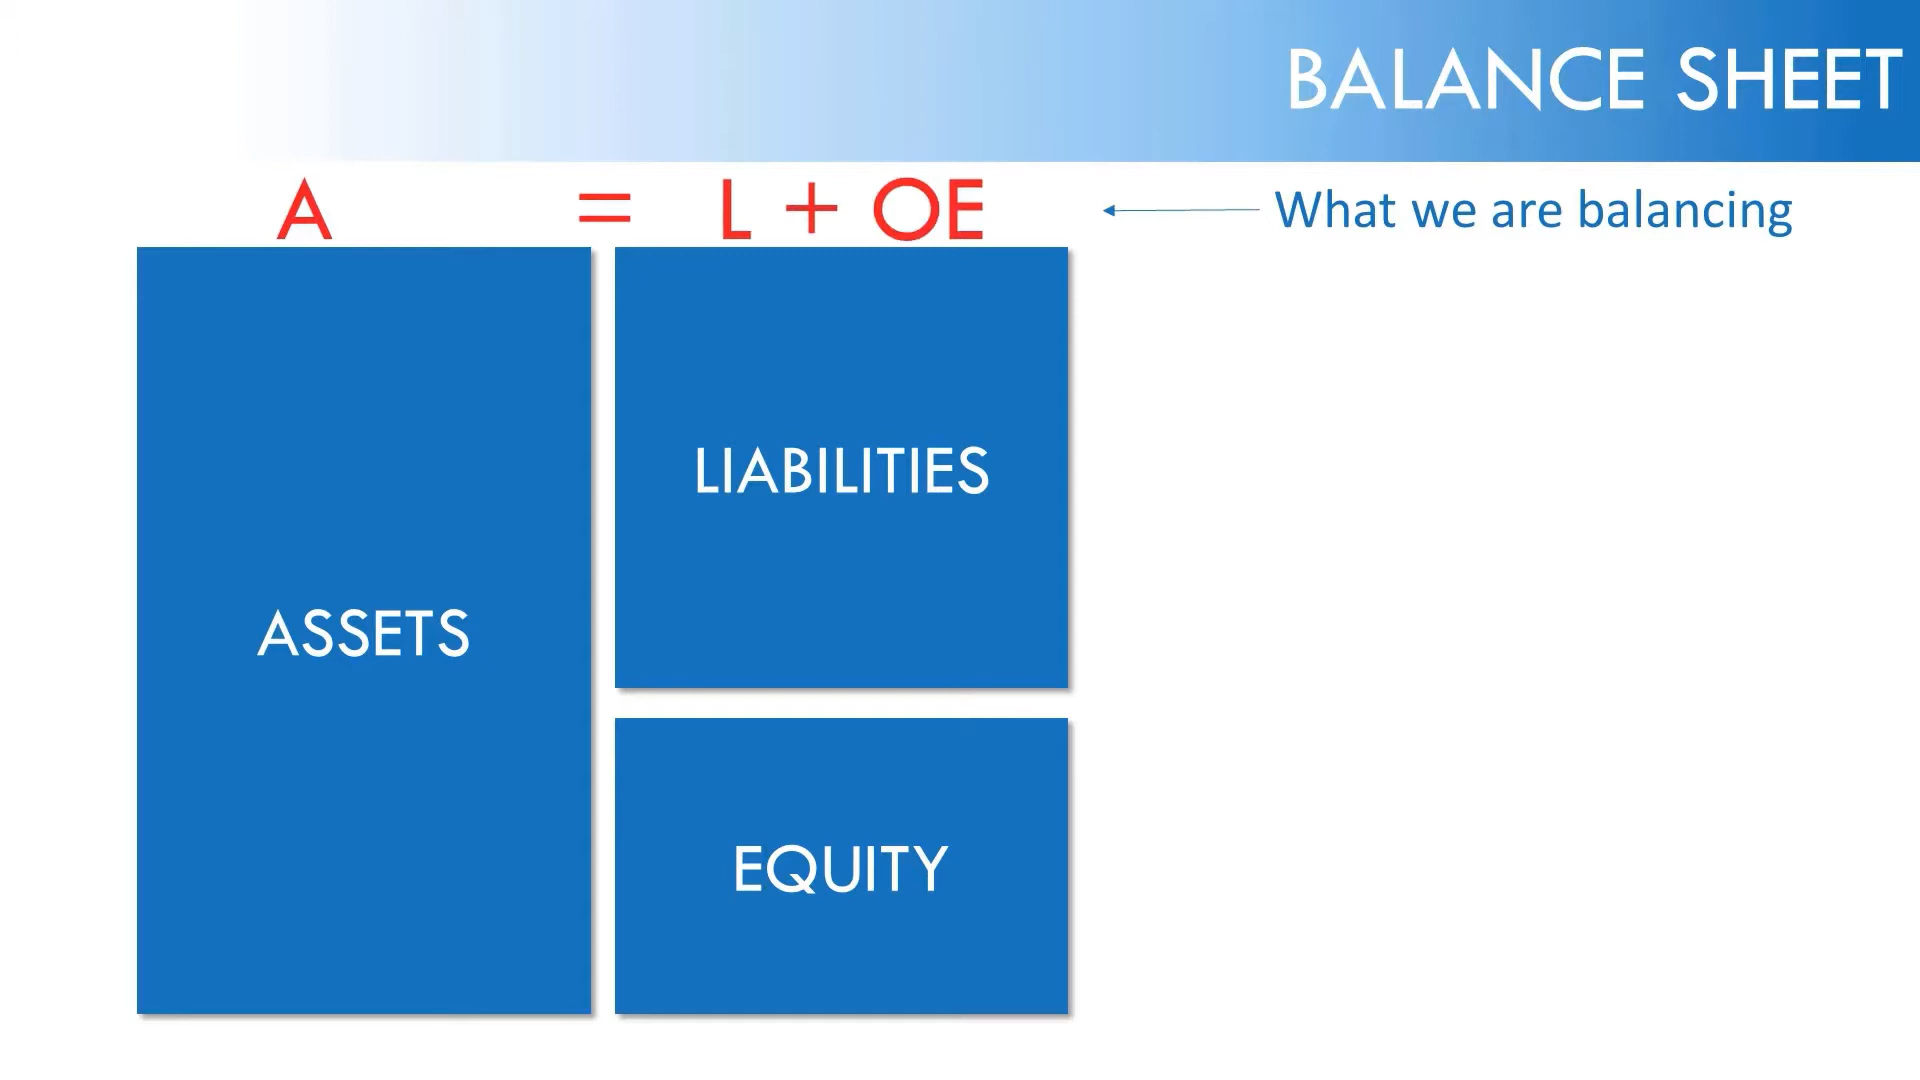 BALANCE SHEET
A = L + OE
What we are balancing
LIABILITIES
ASSETS
EQUITY